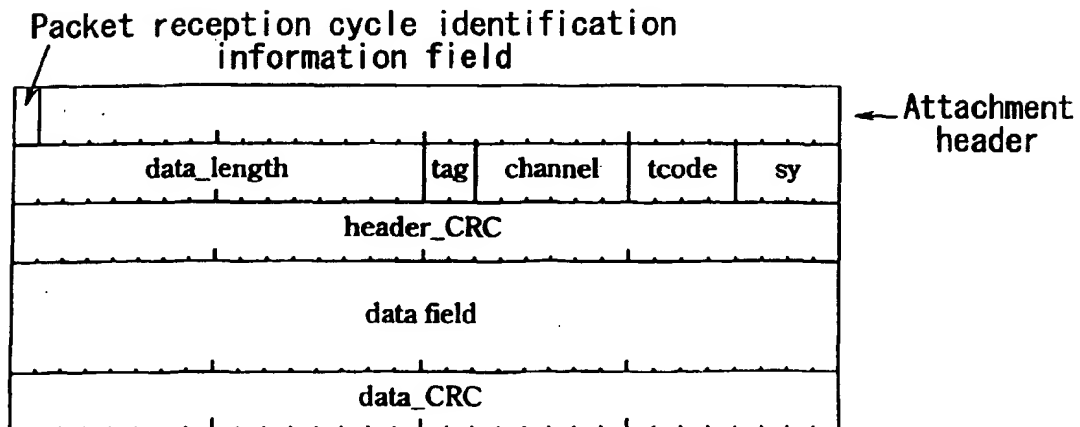 Packet reception cycle identification
information field
Attachment
header
data_length tag channel tcode sy
header_CRC
data field
data_CRC